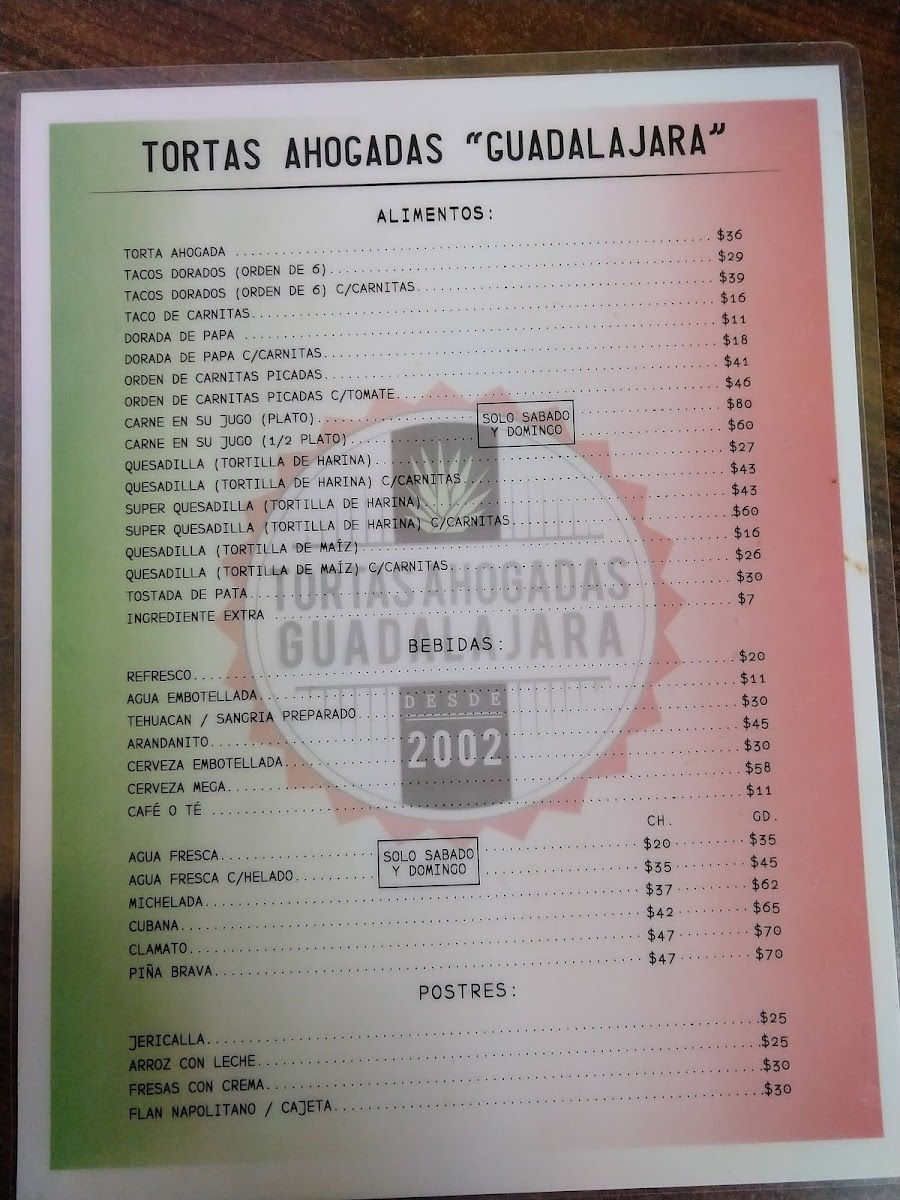 TORTAS AHOGADAS “GUADALAJARA”
ALIMENTOS:
TORTA AHOGADA $36
TACOS DORADOS (ORDEN DE 6) $29
TACOS DORADOS (ORDEN DE 6) C/CARNITAS $39
TACO DE CARNITAS $16
DORADA DE PAPA $11
DORADA DE PAPA C/CARNITAS $18
ORDEN DE CARNITAS PICADAS $41
ORDEN DE CARNITAS PICADAS C/TOMATE $46
CARNE EN SU JUGO (PLATO) $80
CARNE EN SU JUGO (1/2 PLATO) $60
SOLO SABADO
Y DOMINGO
QUESADILLA (TORTILLA DE HARINA) $27
QUESADILLA (TORTILLA DE HARINA) C/CARNITAS $43
SUPER QUESADILLA (TORTILLA DE HARINA) $43
SUPER QUESADILLA (TORTILLA DE HARINA) C/CARNITAS $60
QUESADILLA (TORTILLA DE MAÍZ) $16
QUESADILLA (TORTILLA DE MAÍZ) C/CARNITAS $26
TOSTADA DE PATA $30
INGREDIENTE EXTRA $7
TORTAS AHOGADAS
GUADALAJARA
DESDE
2002
BEBIDAS:
REFRESCO $20
AGUA EMBOTELLADA $11
TEHUACAN / SANGRIA PREPARADO $30
ARANDANITO $45
CERVEZA EMBOTELLADA $30
CERVEZA MEGA $58
CAFÉ O TÉ $11
CH. GD.
AGUA FRESCA $20 $35
AGUA FRESCA C/HELADO $35 $45
SOLO SABADO
Y DOMINGO
MICHELADA $37 $62
CUBANA $42 $65
CLAMATO $47 $70
PIÑA BRAVA $47 $70
POSTRES:
JERICALLA $25
ARROZ CON LECHE $25
FRESAS CON CREMA $30
FLAN NAPOLITANO / CAJETA $30